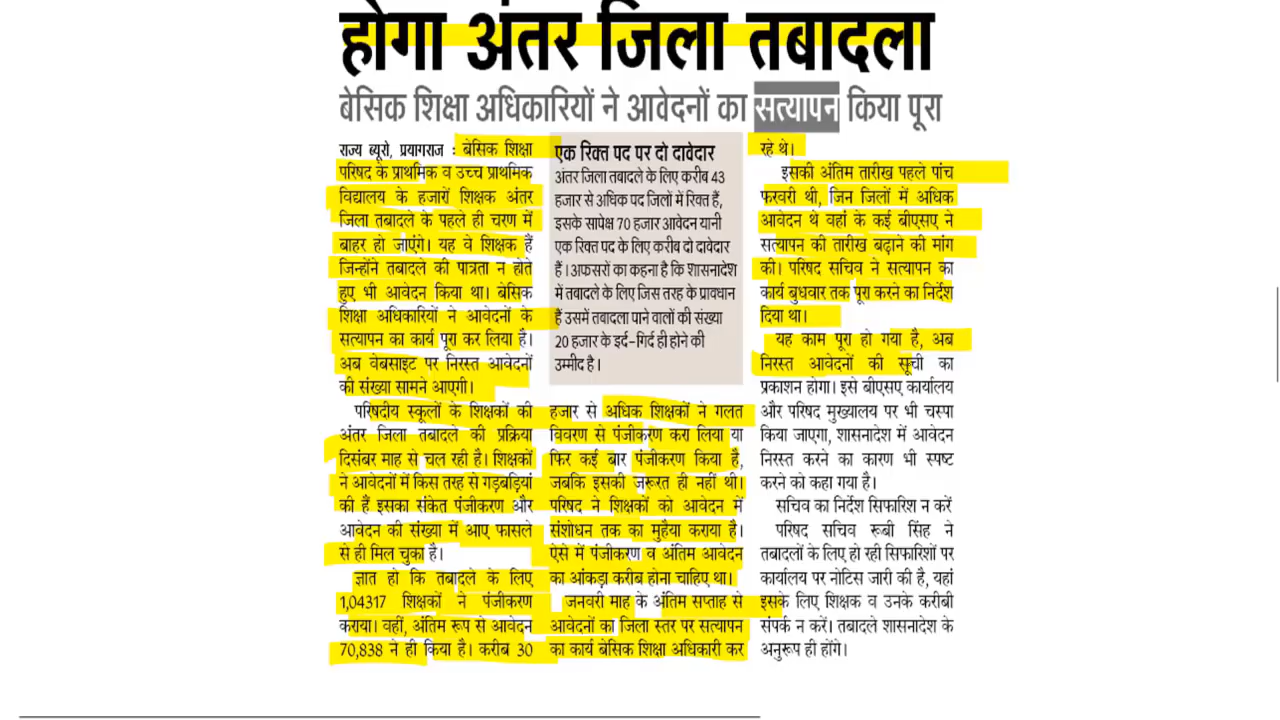 होगा अंतर जिला तबादला
बेसिक शिक्षा अधिकारियों ने आवेदनों का सत्यापन किया पूरा
राज्य ब्यूरो, प्रयागराज : बेसिक शिक्षा
परिषद के प्राथमिक व उच्च प्राथमिक
विद्यालय के हजारों शिक्षक अंतर
जिला तबादले के पहले ही चरण में
बाहर हो जाएंगे। यह वे शिक्षक हैं
जिन्होंने तबादले की पात्रता न होते
हुए भी आवेदन किया था। बेसिक
शिक्षा अधिकारियों ने आवेदनों के
सत्यापन का कार्य पूरा कर लिया है।
अब वेबसाइट पर निरस्त आवेदनों
की संख्या सामने आएगी।
परिषदीय स्कूलों के शिक्षकों की
अंतर जिला तबादले की प्रक्रिया
दिसंबर माह से चल रही है। शिक्षकों
ने आवेदनों में किस तरह से गड़बड़ियां
की हैं इसका संकेत पंजीकरण और
आवेदन की संख्या में आए फासले
से ही मिल चुका है।
ज्ञात हो कि तबादले के लिए
1,04317 शिक्षकों ने पंजीकरण
कराया। वहीं, अंतिम रूप से आवेदन
70,838 ने ही किया है। करीब 30
एक रिक्त पद पर दो दावेदार
अंतर जिला तबादले के लिए करीब 43
हजार से अधिक पद जिलों में रिक्त हैं,
इसके सापेक्ष 70 हजार आवेदन यानी
एक रिक्त पद के लिए करीब दो दावेदार
हैं। अफसरों का कहना है कि शासनादेश
में तबादले के लिए जिस तरह के प्रावधान
हैं उसमें तबादला पाने वालों की संख्या
20 हजार के इर्द-गिर्द ही होने की
उम्मीद है।
हजार से अधिक शिक्षकों ने गलत
विवरण से पंजीकरण करा लिया या
फिर कई बार पंजीकरण किया है,
जबकि इसकी जरूरत ही नहीं थी।
परिषद ने शिक्षकों को आवेदन में
संशोधन तक का मुहैया कराया है।
ऐसे में पंजीकरण व अंतिम आवेदन
का आंकड़ा करीब होना चाहिए था।
जनवरी माह के अंतिम सप्ताह से
आवेदनों का जिला स्तर पर सत्यापन
का कार्य बेसिक शिक्षा अधिकारी कर
रहे थे।
इसकी अंतिम तारीख पहले पांच
फरवरी थी, जिन जिलों में अधिक
आवेदन थे वहां के कई बीएसए ने
सत्यापन की तारीख बढ़ाने की मांग
की। परिषद सचिव ने सत्यापन का
कार्य बुधवार तक पूरा करने का निर्देश
दिया था।
यह काम पूरा हो गया है, अब
निरस्त आवेदनों की सूची का
प्रकाशन होगा। इसे बीएसए कार्यालय
और परिषद मुख्यालय पर भी चस्पा
किया जाएगा, शासनादेश में आवेदन
निरस्त करने का कारण भी स्पष्ट
करने को कहा गया है।
सचिव का निर्देश सिफारिश न करें
परिषद सचिव रूबी सिंह ने
तबादलों के लिए हो रही सिफारिशों पर
कार्यालय पर नोटिस जारी की है, यहां
इसके लिए शिक्षक व उनके करीबी
संपर्क न करें। तबादले शासनादेश के
अनुरूप ही होंगे।